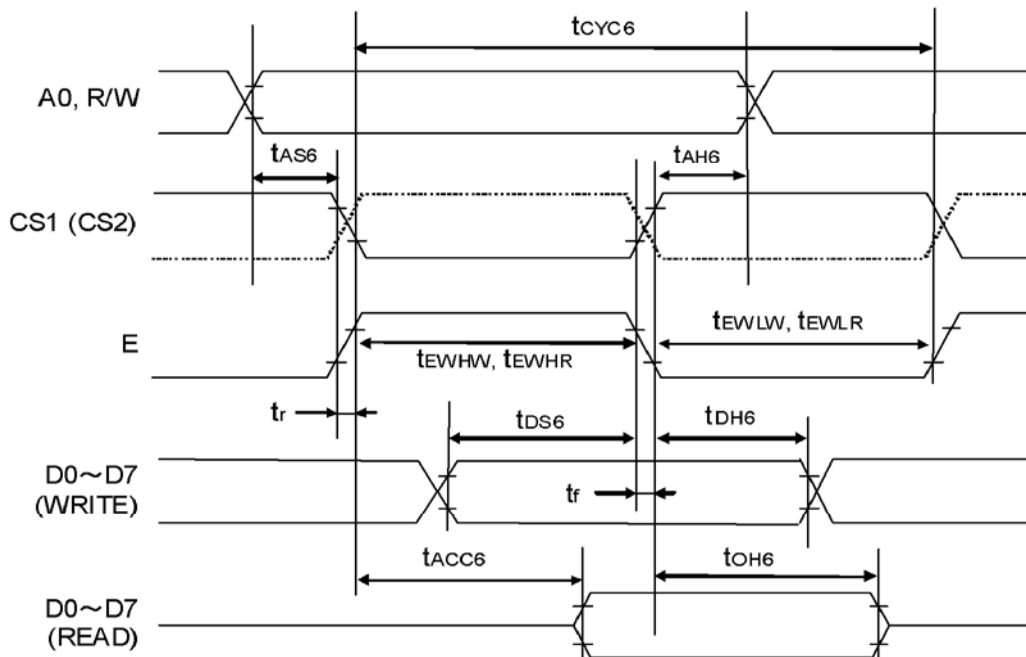 tCYC6
A0, R/W
tAS6
tAH6
CS1 (CS2)
tEWLW, tEWLR
E
tEWHW, tEWHR
tr
tDS6
tDH6
D0～D7
(WRITE)
tf
tACC6
tOH6
D0～D7
(READ)